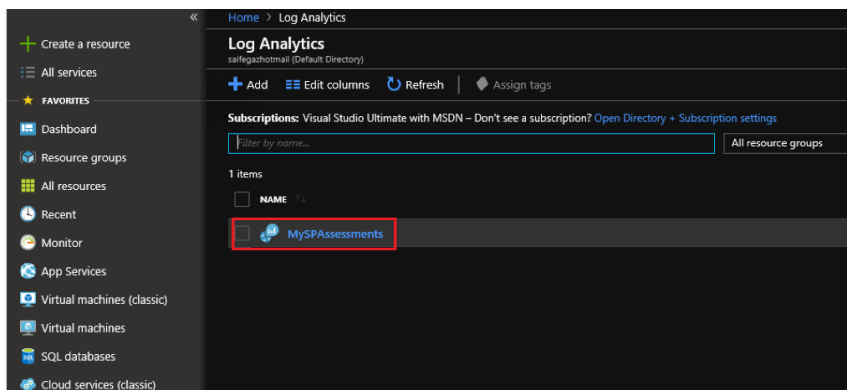 «
Create a resource
All services
FAVORITES
Dashboard
Resource groups
All resources
Recent
Monitor
App Services
Virtual machines (classic)
Virtual machines
SQL databases
Cloud services (classic)
Home > Log Analytics
Log Analytics
saifegazhotmail (Default Directory)
Add Edit columns Refresh Assign tags
Subscriptions: Visual Studio Ultimate with MSDN – Don't see a subscription? Open Directory + Subscription settings
Filter by name... All resource groups
1 items
NAME ↑↓
MySPAssessments